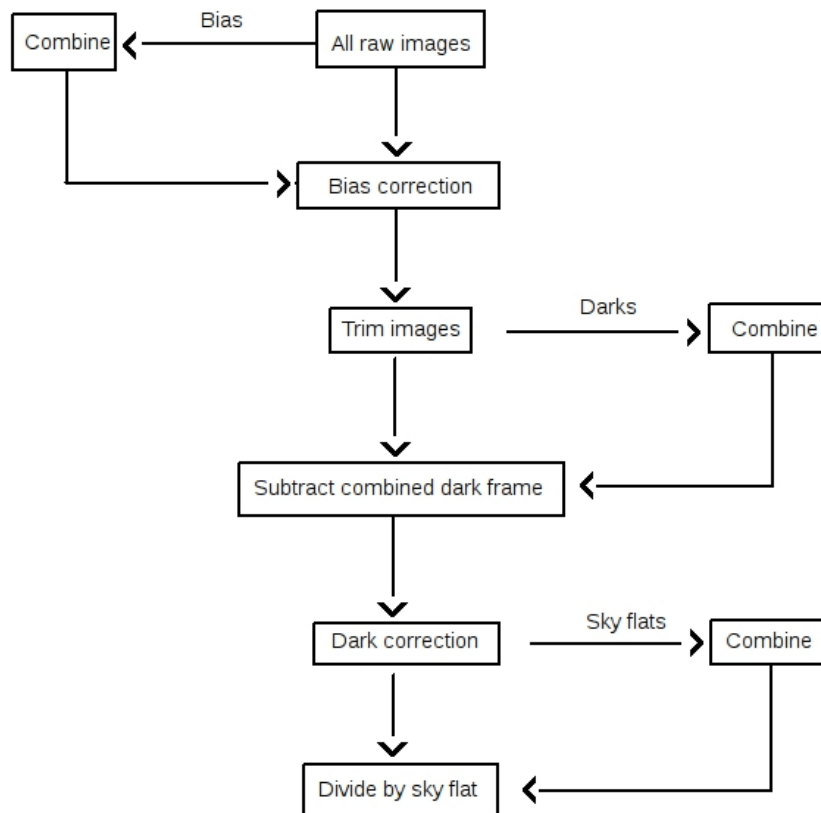 Bias
Combine
All raw images
Bias correction
Darks
Trim images
Combine
Subtract combined dark frame
Sky flats
Dark correction
Combine
Divide by sky flat